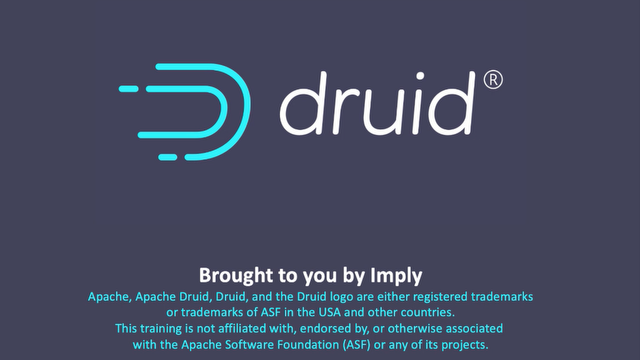 druid®
Brought to you by Imply
Apache, Apache Druid, Druid, and the Druid logo are either registered trademarks
or trademarks of ASF in the USA and other countries.
This training is not affiliated with, endorsed by, or otherwise associated
with the Apache Software Foundation (ASF) or any of its projects.